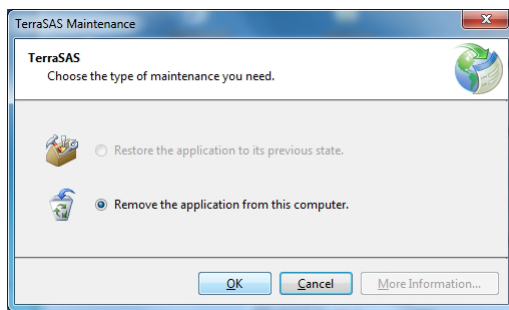 TerraSAS Maintenance
TerraSAS
Choose the type of maintenance you need.
Restore the application to its previous state.
Remove the application from this computer.
OK Cancel More Information...